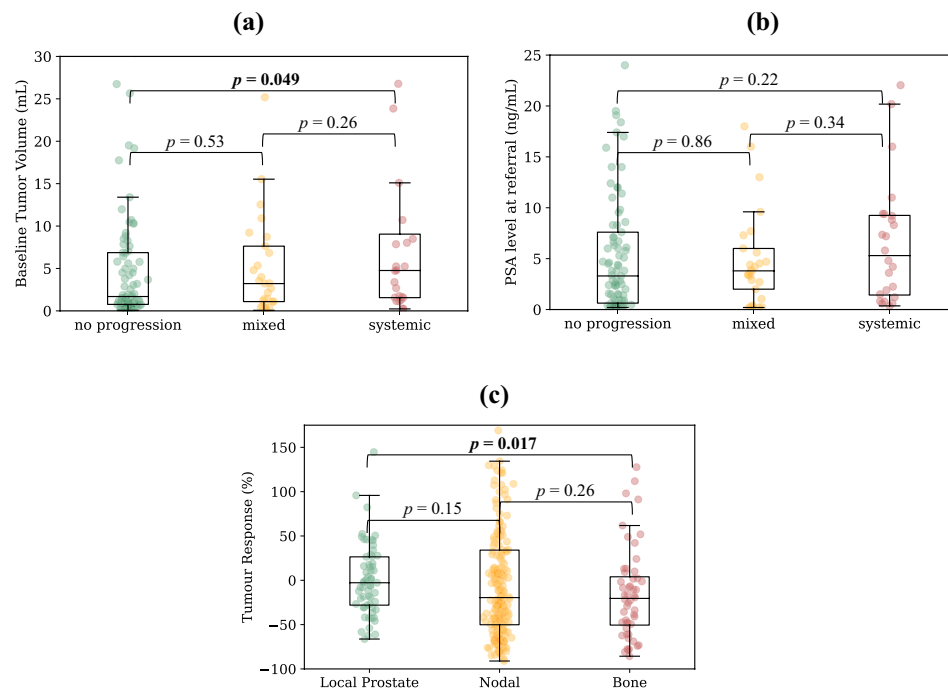 (a)
Baseline Tumor Volume (mL)
30
25
20
15
10
5
0
p = 0.049
p = 0.53
p = 0.26
no progression
mixed
systemic
(b)
PSA level at referral (ng/mL)
25
20
15
10
5
0
p = 0.22
p = 0.86
p = 0.34
no progression
mixed
systemic
(c)
Tumour Response (%)
150
100
50
0
−50
−100
p = 0.017
p = 0.15
p = 0.26
Local Prostate
Nodal
Bone